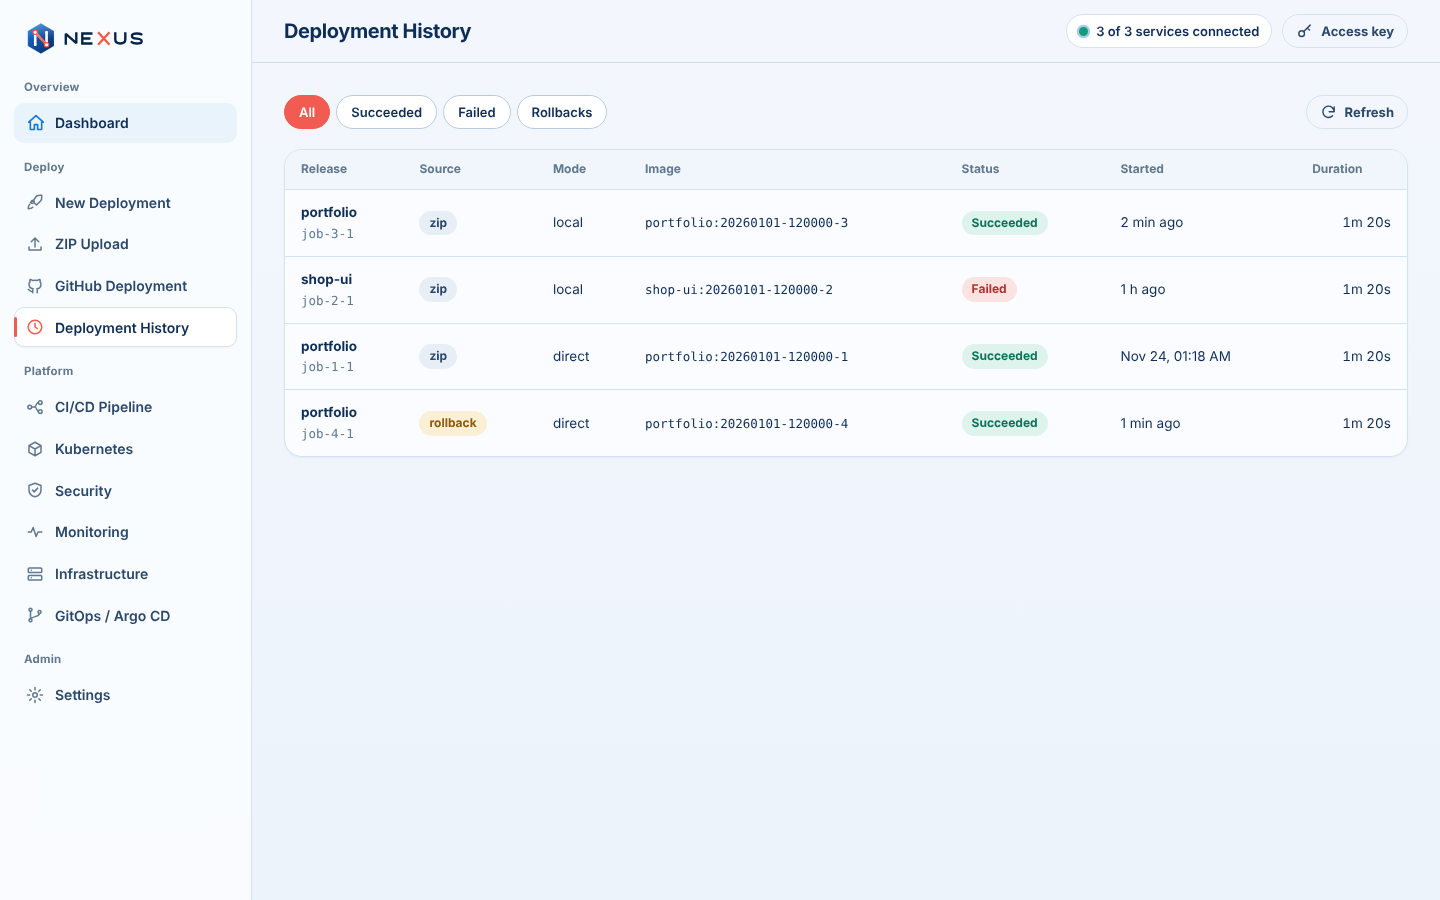 NEXUS
Overview
Dashboard
Deploy
New Deployment
ZIP Upload
GitHub Deployment
Deployment History
Platform
CI/CD Pipeline
Kubernetes
Security
Monitoring
Infrastructure
GitOps / Argo CD
Admin
Settings
Deployment History
3 of 3 services connected
Access key
All Succeeded Failed Rollbacks
Refresh
Release Source Mode Image Status Started Duration
portfolio
job-3-1
zip local portfolio:20260101-120000-3 Succeeded 2 min ago 1m 20s
shop-ui
job-2-1
zip local shop-ui:20260101-120000-2 Failed 1 h ago 1m 20s
portfolio
job-1-1
zip direct portfolio:20260101-120000-1 Succeeded Nov 24, 01:18 AM 1m 20s
portfolio
job-4-1
rollback direct portfolio:20260101-120000-4 Succeeded 1 min ago 1m 20s